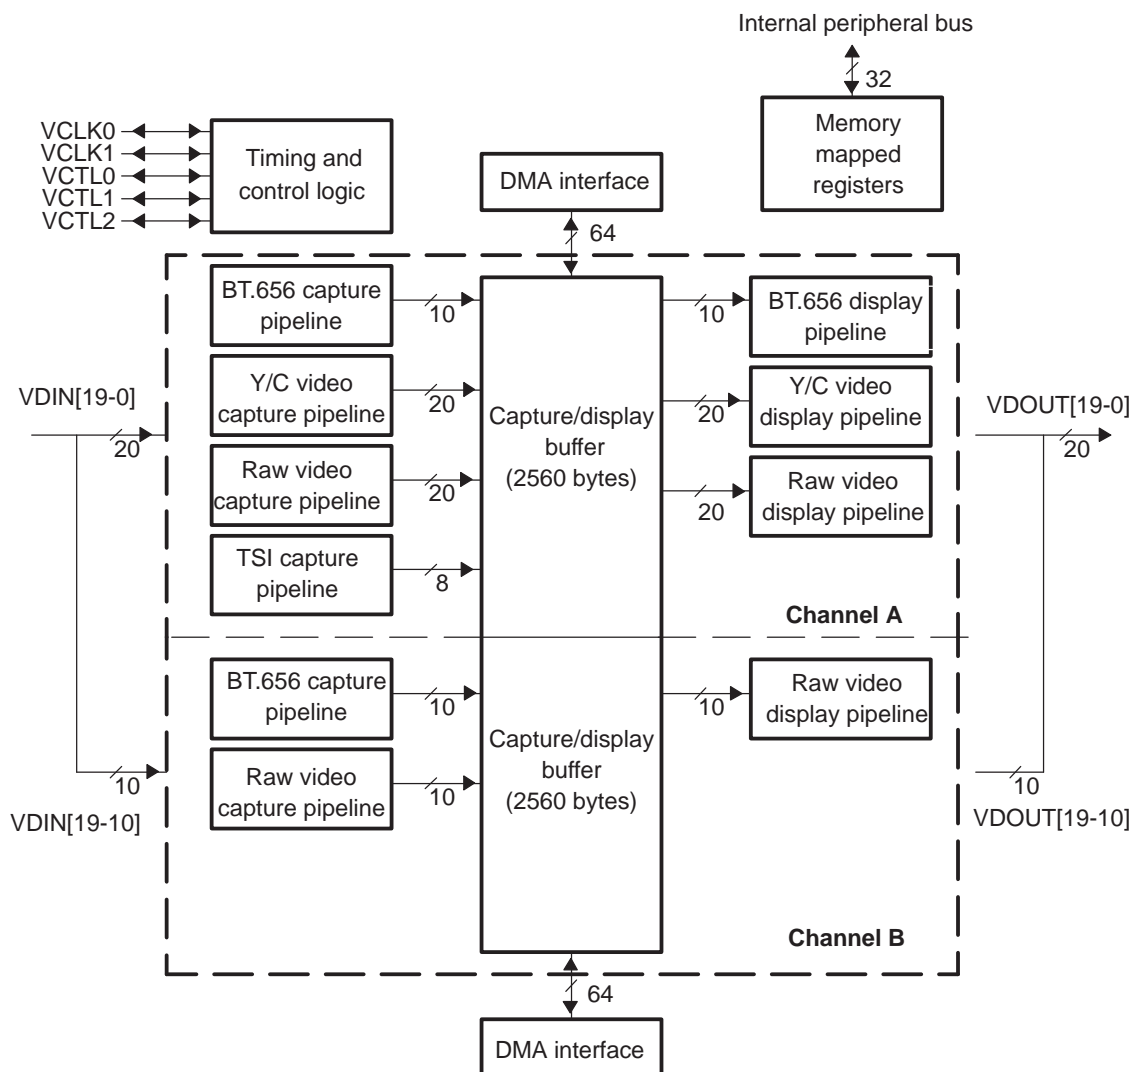 Internal peripheral bus
32
VCLK0
VCLK1
VCTL0
VCTL1
VCTL2
Timing and
control logic
DMA interface
64
Memory
mapped
registers
BT.656 capture
pipeline
10
Y/C video
capture pipeline
20
Raw video
capture pipeline
20
TSI capture
pipeline
8
VDIN[19-0]
20
Capture/display
buffer
(2560 bytes)
10
BT.656 display
pipeline
20
Y/C video
display pipeline
20
Raw video
display pipeline
VDOUT[19-0]
20
Channel A
BT.656 capture
pipeline
10
Raw video
capture pipeline
10
10
VDIN[19-10]
Capture/display
buffer
(2560 bytes)
10
Raw video
display pipeline
10
VDOUT[19-10]
Channel B
64
DMA interface